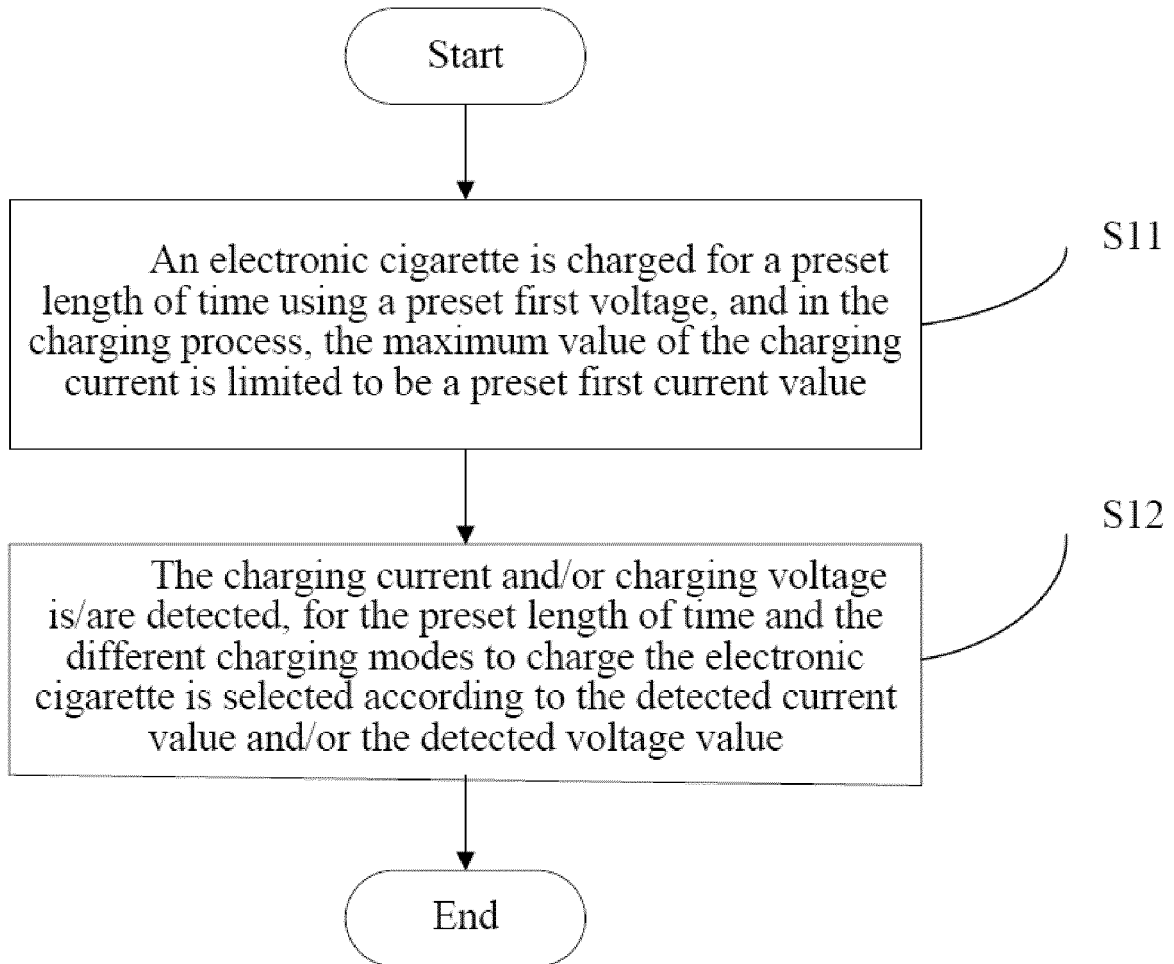 Start
An electronic cigarette is charged for a preset
length of time using a preset first voltage, and in the
charging process, the maximum value of the charging
current is limited to be a preset first current value
S11
The charging current and/or charging voltage
is/are detected, for the preset length of time and the
different charging modes to charge the electronic
cigarette is selected according to the detected current
value and/or the detected voltage value
S12
End